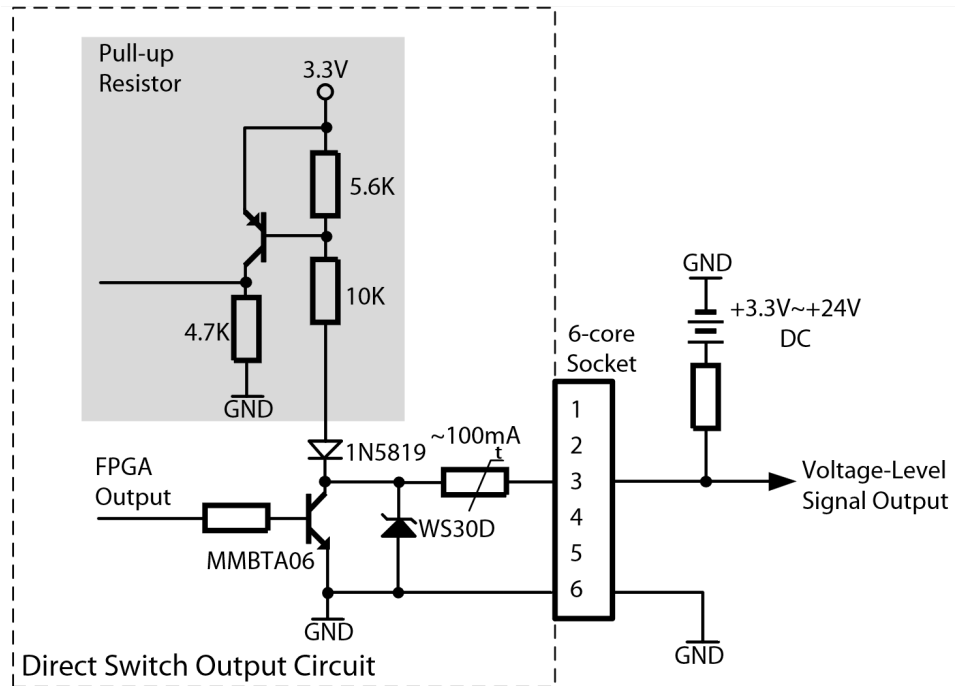 Pull-up
Resistor
3.3V
5.6K
10K
4.7K
GND
GND
+3.3V~+24V
DC
6-core
Socket
1
2
3
4
5
6
~100mA
t
1N5819
FPGA
Output
WS30D
MMBTA06
Voltage-Level
Signal Output
GND
GND
Direct Switch Output Circuit